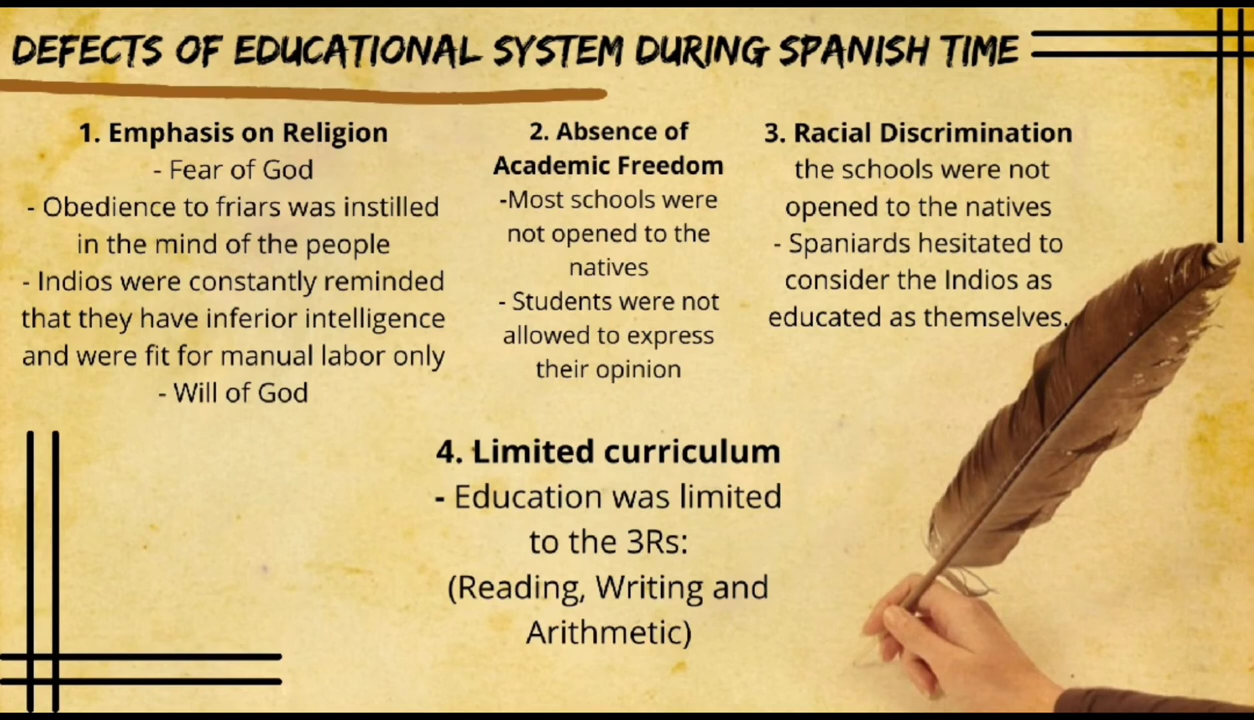 DEFECTS OF EDUCATIONAL SYSTEM DURING SPANISH TIME
1. Emphasis on Religion
- Fear of God
- Obedience to friars was instilled
in the mind of the people
- Indios were constantly reminded
that they have inferior intelligence
and were fit for manual labor only
- Will of God
2. Absence of
Academic Freedom
-Most schools were
not opened to the
natives
- Students were not
allowed to express
their opinion
3. Racial Discrimination
the schools were not
opened to the natives
- Spaniards hesitated to
consider the Indios as
educated as themselves.
4. Limited curriculum
- Education was limited
to the 3Rs:
(Reading, Writing and
Arithmetic)